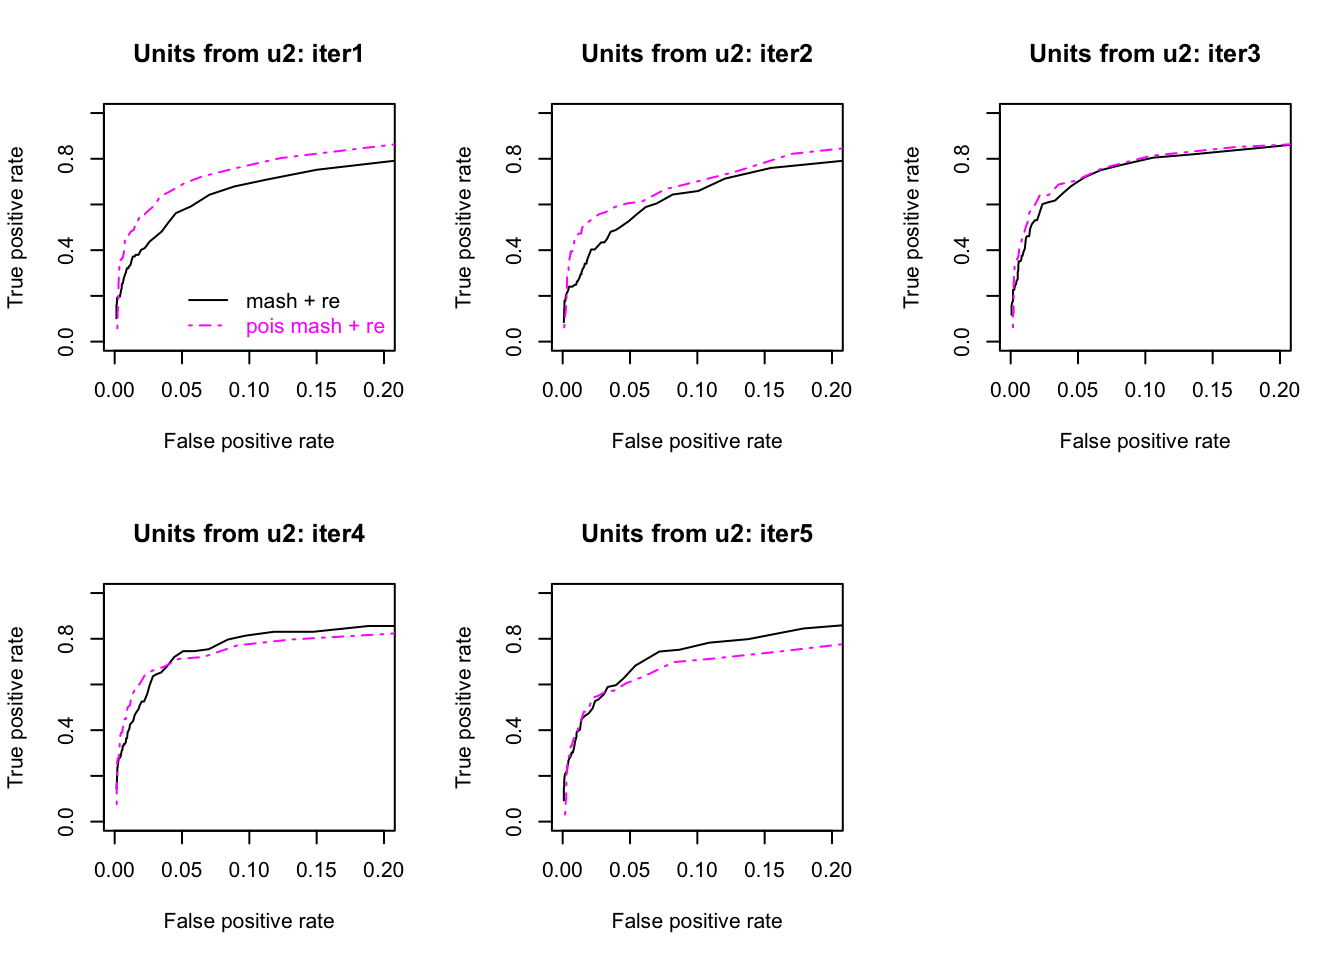 Units from u2: iter1
True positive rate
0.0 0.4 0.8
mash + re
pois mash + re
0.00 0.05 0.10 0.15 0.20
False positive rate
Units from u2: iter2
True positive rate
0.0 0.4 0.8
0.00 0.05 0.10 0.15 0.20
False positive rate
Units from u2: iter3
True positive rate
0.0 0.4 0.8
0.00 0.05 0.10 0.15 0.20
False positive rate
Units from u2: iter4
True positive rate
0.0 0.4 0.8
0.00 0.05 0.10 0.15 0.20
False positive rate
Units from u2: iter5
True positive rate
0.0 0.4 0.8
0.00 0.05 0.10 0.15 0.20
False positive rate